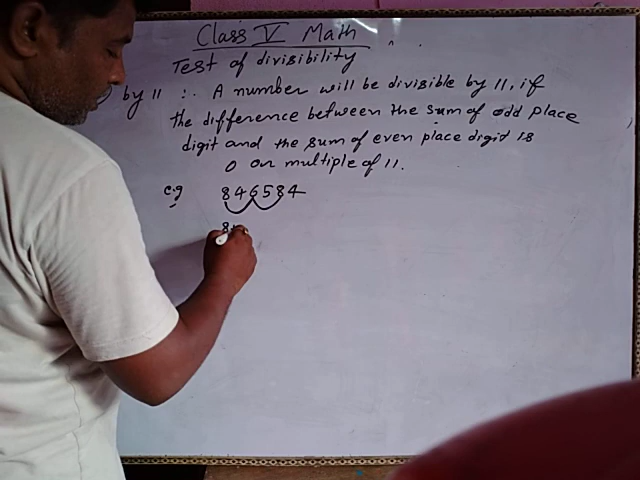 Class V Math
Test of divisibility
by 11 :. A number will be divisible by 11, if
the difference between the sum of odd place
digit and the sum of even place digit is
0 or multiple of 11.
e.g 846584
8+